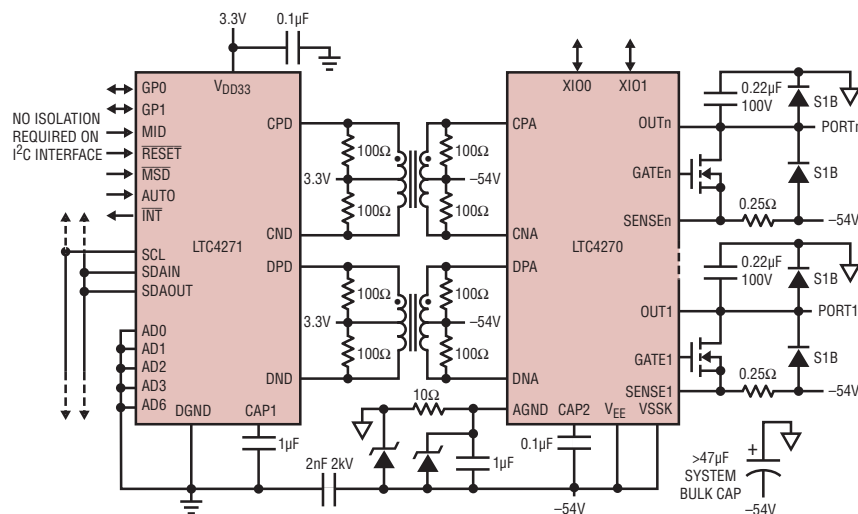 3.3V
0.1µF
VDD33
GP0
GP1
MID
RESET
MSD
AUTO
INT
NO ISOLATION
REQUIRED ON
I2C INTERFACE
SCL
SDAIN
SDAOUT
AD0
AD1
AD2
AD3
AD6
LTC4271
CPD
CND
DPD
DND
DGND
CAP1
1µF
2nF 2kV
100Ω
100Ω
3.3V
100Ω
100Ω
–54V
100Ω
100Ω
3.3V
100Ω
100Ω
–54V
10Ω
1µF
XIO0
XIO1
CPA
CNA
DPA
DNA
LTC4270
AGND
CAP2
VEE
VSSK
0.1µF
–54V
OUTn
GATEn
SENSEn
0.22µF
100V
S1B
PORTn
S1B
0.25Ω
–54V
OUT1
GATE1
SENSE1
0.22µF
100V
S1B
PORT1
S1B
0.25Ω
–54V
+
>47µF
SYSTEM
BULK CAP
–54V